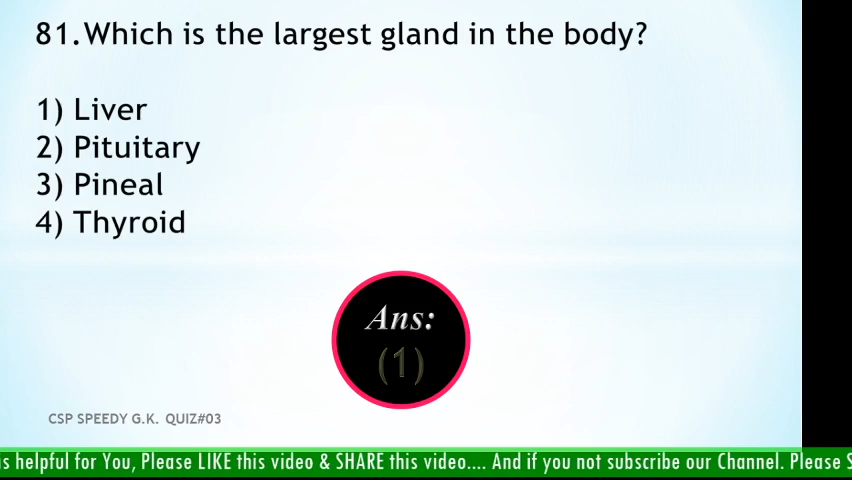 81.Which is the largest gland in the body?
1) Liver
2) Pituitary
3) Pineal
4) Thyroid
Ans:
(1)
CSP SPEEDY G.K. QUIZ#03
helpful for You, Please LIKE this video & SHARE this video.... And if you not subscribe our Channel. Please